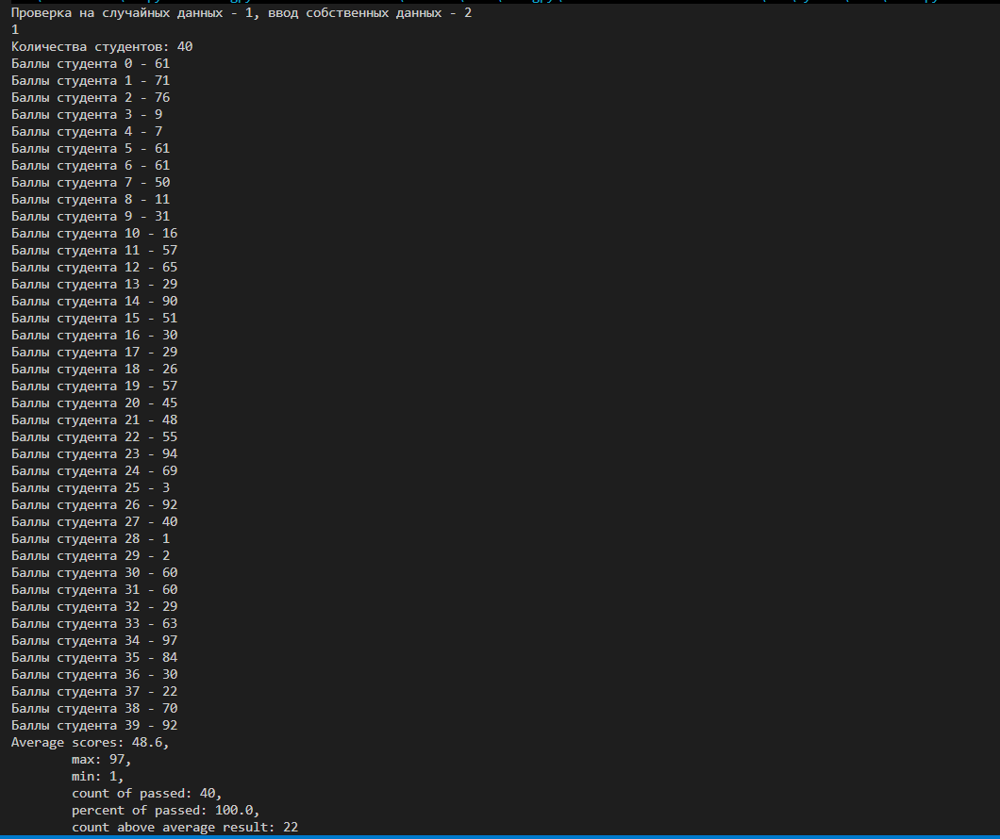 Проверка на случайных данных - 1, ввод собственных данных - 2
1
Количества студентов: 40
Баллы студента 0 - 61
Баллы студента 1 - 71
Баллы студента 2 - 76
Баллы студента 3 - 9
Баллы студента 4 - 7
Баллы студента 5 - 61
Баллы студента 6 - 61
Баллы студента 7 - 50
Баллы студента 8 - 11
Баллы студента 9 - 31
Баллы студента 10 - 16
Баллы студента 11 - 57
Баллы студента 12 - 65
Баллы студента 13 - 29
Баллы студента 14 - 90
Баллы студента 15 - 51
Баллы студента 16 - 30
Баллы студента 17 - 29
Баллы студента 18 - 26
Баллы студента 19 - 57
Баллы студента 20 - 45
Баллы студента 21 - 48
Баллы студента 22 - 55
Баллы студента 23 - 94
Баллы студента 24 - 69
Баллы студента 25 - 3
Баллы студента 26 - 92
Баллы студента 27 - 40
Баллы студента 28 - 1
Баллы студента 29 - 2
Баллы студента 30 - 60
Баллы студента 31 - 60
Баллы студента 32 - 29
Баллы студента 33 - 63
Баллы студента 34 - 97
Баллы студента 35 - 84
Баллы студента 36 - 30
Баллы студента 37 - 22
Баллы студента 38 - 70
Баллы студента 39 - 92
Average scores: 48.6,
max: 97,
min: 1,
count of passed: 40,
percent of passed: 100.0,
count above average result: 22